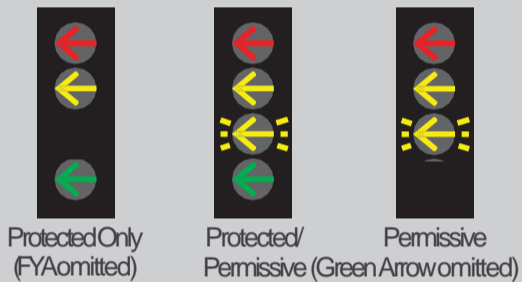 Protected Only
(FYA omitted)
Protected/
Permissive
Permissive
(Green Arrow omitted)